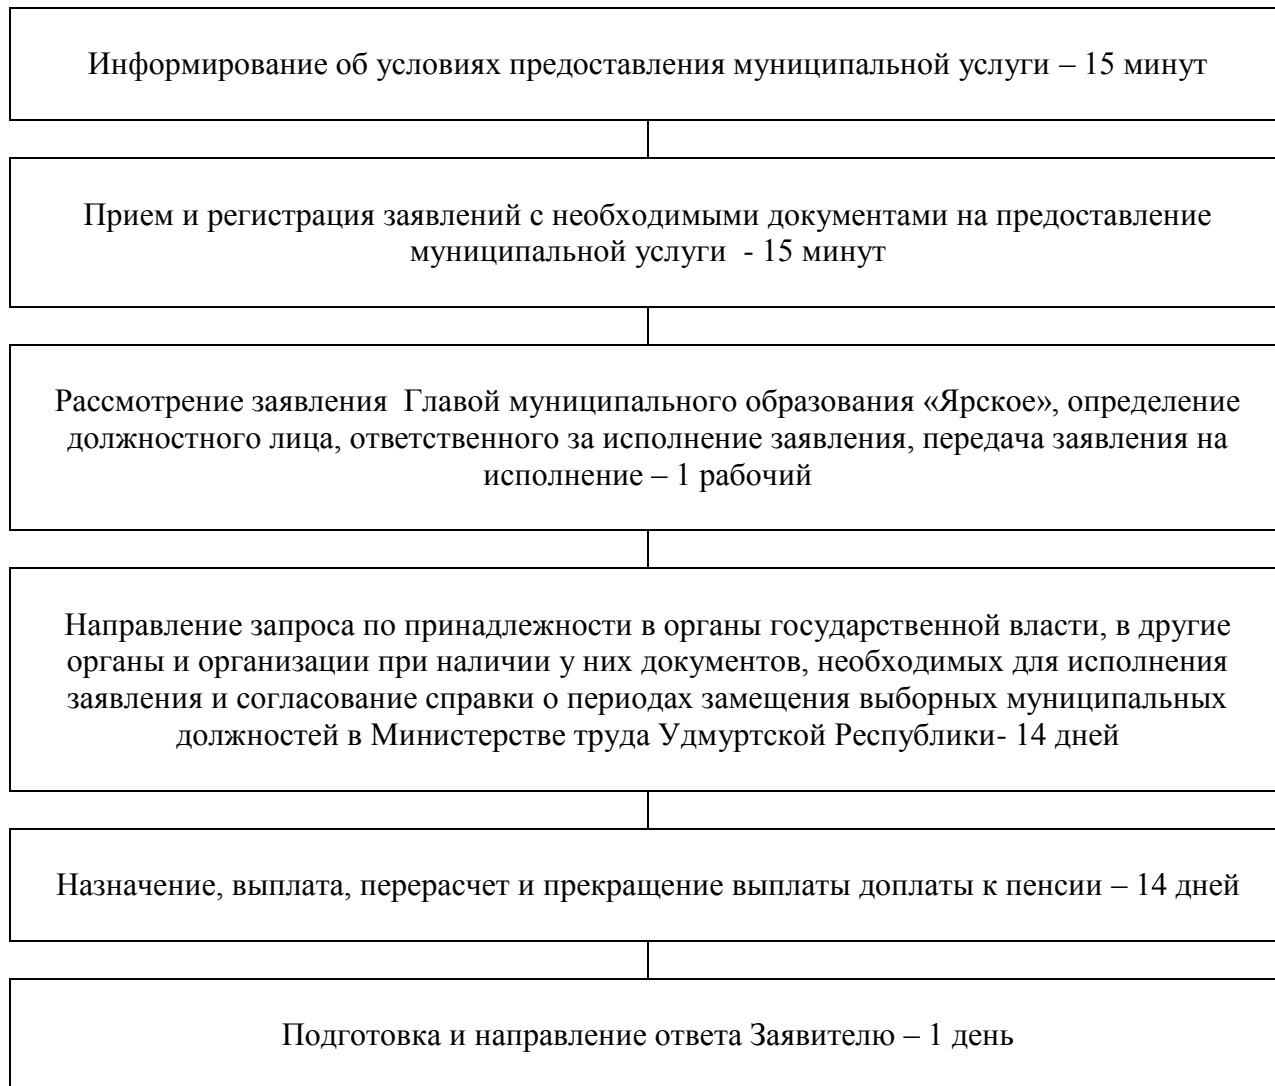 Информирование об условиях предоставления муниципальной услуги – 15 минут
Прием и регистрация заявлений с необходимыми документами на предоставление
муниципальной услуги  - 15 минут
Рассмотрение заявления  Главой муниципального образования «Ярское», определение
должностного лица, ответственного за исполнение заявления, передача заявления на
исполнение – 1 рабочий
Направление запроса по принадлежности в органы государственной власти, в другие
органы и организации при наличии у них документов, необходимых для исполнения
заявления и согласование справки о периодах замещения выборных муниципальных
должностей в Министерстве труда Удмуртской Республики- 14 дней
Назначение, выплата, перерасчет и прекращение выплаты доплаты к пенсии – 14 дней
Подготовка и направление ответа Заявителю – 1 день